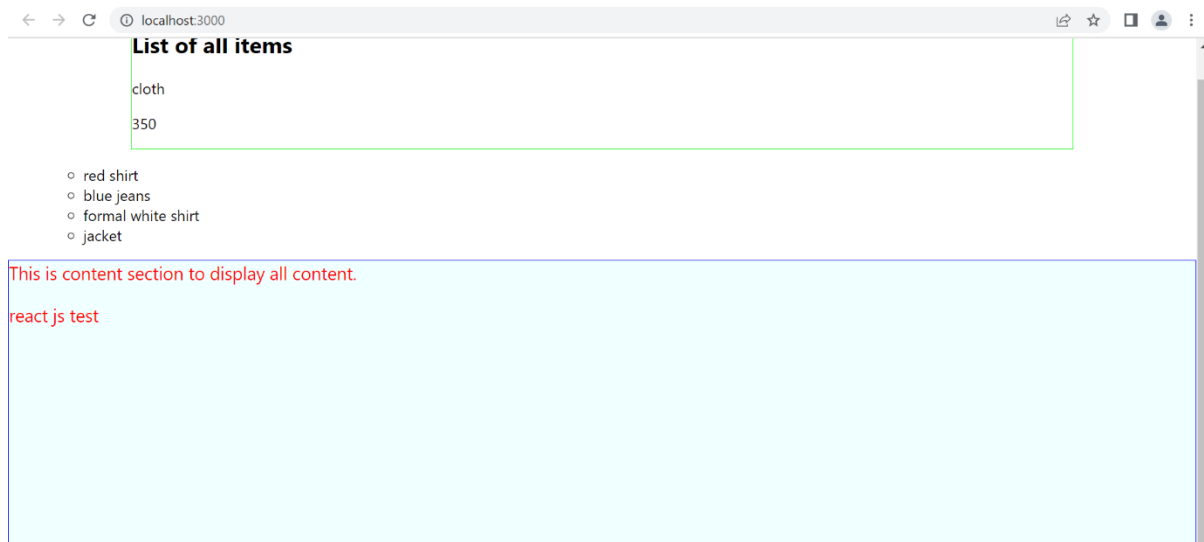 localhost:3000
List of all items
cloth
350
red shirt
blue jeans
formal white shirt
jacket
This is content section to display all content.
react js test